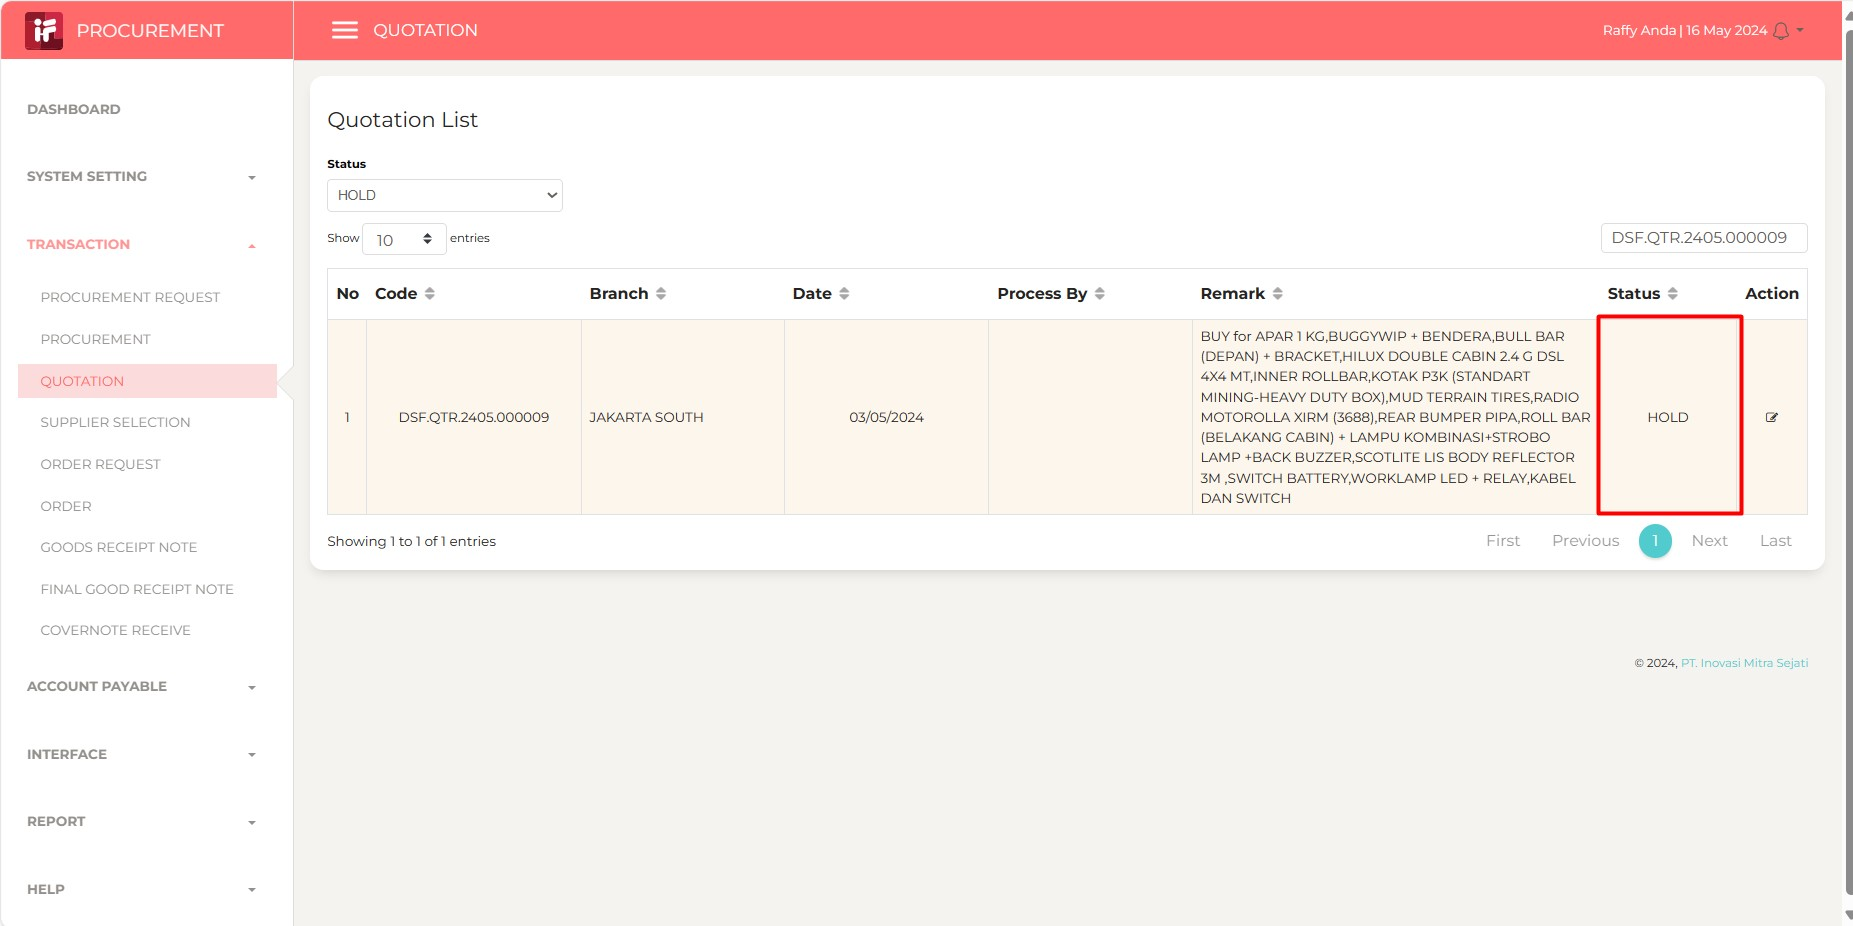 iF PROCUREMENT
QUOTATION
Raffy Anda | 16 May 2024
DASHBOARD
SYSTEM SETTING
TRANSACTION
PROCUREMENT REQUEST
PROCUREMENT
QUOTATION
SUPPLIER SELECTION
ORDER REQUEST
ORDER
GOODS RECEIPT NOTE
FINAL GOOD RECEIPT NOTE
COVERNOTE RECEIVE
ACCOUNT PAYABLE
INTERFACE
REPORT
HELP
Quotation List
Status
HOLD
Show 10 entries
DSF.QTR.2405.000009
No Code Branch Date Process By Remark Status Action
1 DSF.QTR.2405.000009 JAKARTA SOUTH 03/05/2024
BUY for APAR 1 KG,BUGGYWIP + BENDERA,BULL BAR
(DEPAN) + BRACKET,HILUX DOUBLE CABIN 2.4 G DSL
4X4 MT,INNER ROLLBAR,KOTAK P3K (STANDART
MINING-HEAVY DUTY BOX),MUD TERRAIN TIRES,RADIO
MOTOROLLA XIRM (3688),REAR BUMPER PIPA,ROLL BAR
(BELAKANG CABIN) + LAMPU KOMBINASI+STROBO
LAMP +BACK BUZZER,SCOTLITE LIS BODY REFLECTOR
3M ,SWITCH BATTERY,WORKLAMP LED + RELAY,KABEL
DAN SWITCH
HOLD
Showing 1 to 1 of 1 entries
First Previous 1 Next Last
© 2024, PT. Inovasi Mitra Sejati